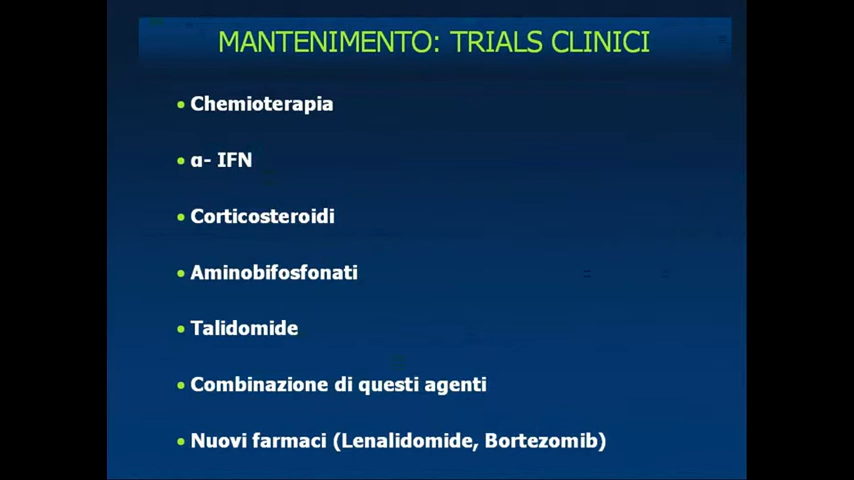 MANTENIMENTO: TRIALS CLINICI
• Chemioterapia
• α- IFN
• Corticosteroidi
• Aminobifosfonati
• Talidomide
• Combinazione di questi agenti
• Nuovi farmaci (Lenalidomide, Bortezomib)